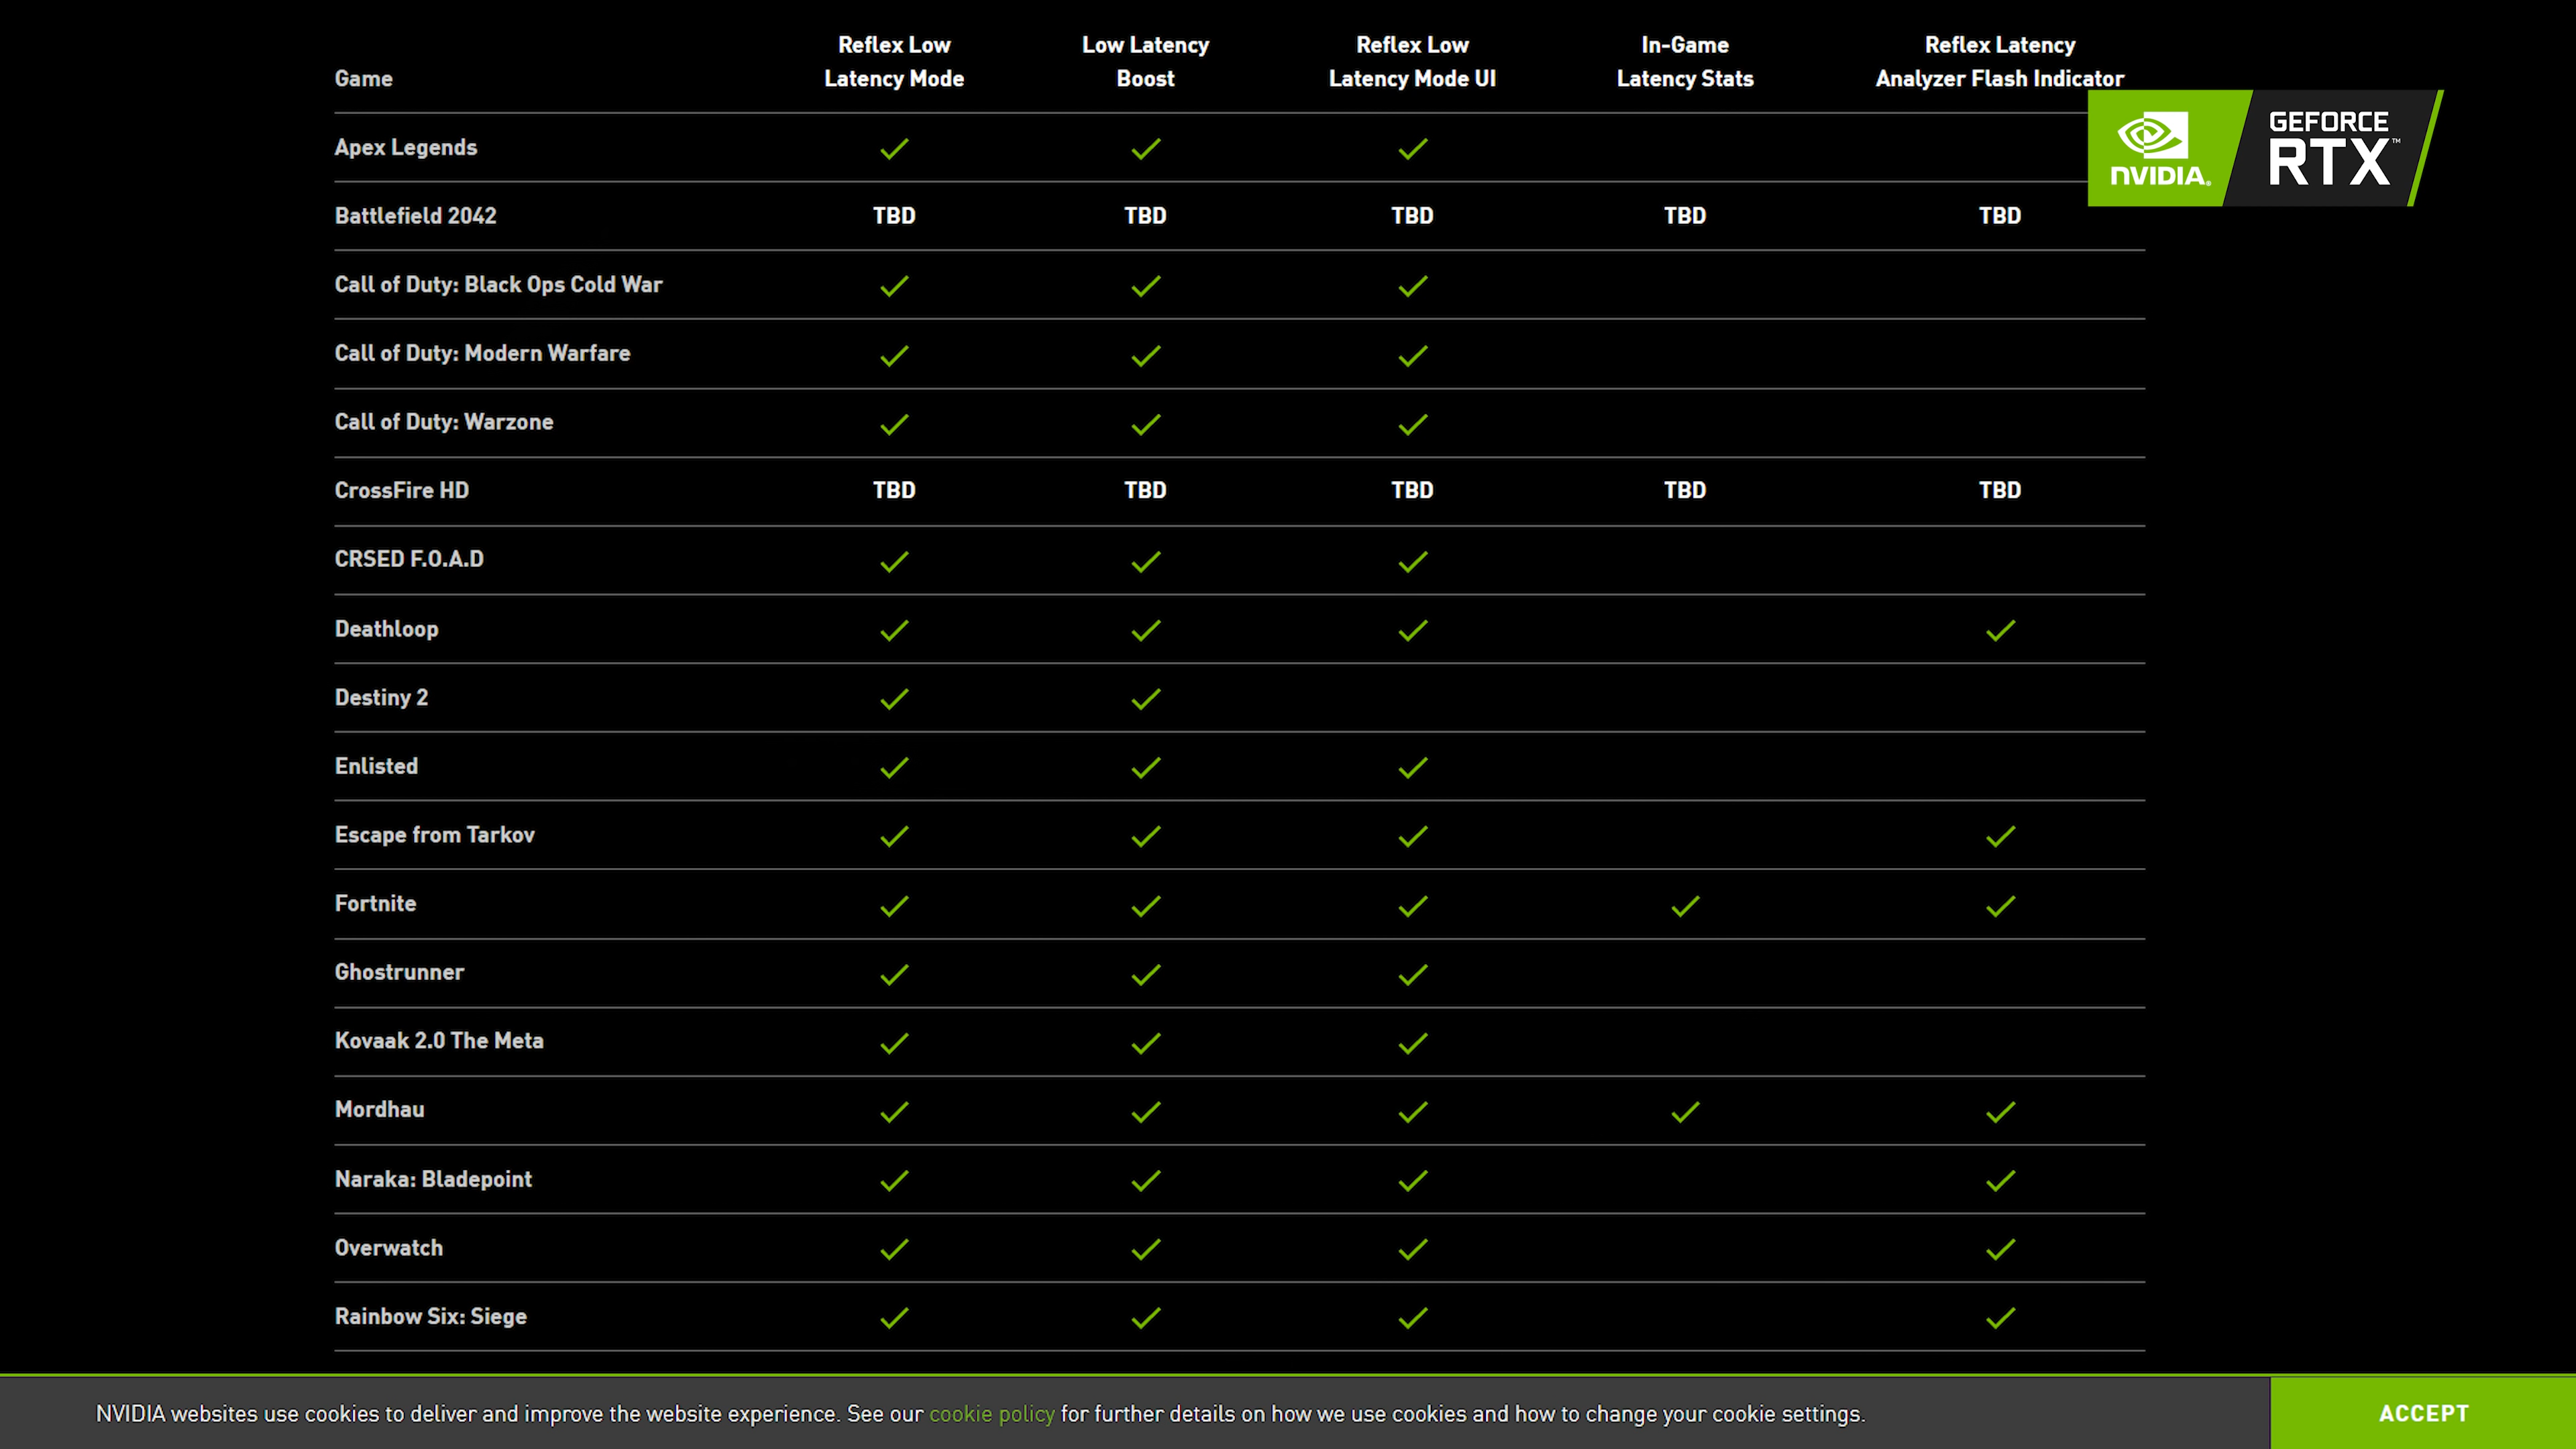 Reflex Low Low Latency Reflex Low In-Game Reflex Latency
Game Latency Mode Boost Latency Mode UI Latency Stats Analyzer Flash Indicator
NVIDIA GEFORCE RTX™
Apex Legends ✓ ✓ ✓
Battlefield 2042 TBD TBD TBD TBD TBD
Call of Duty: Black Ops Cold War ✓ ✓ ✓
Call of Duty: Modern Warfare ✓ ✓ ✓
Call of Duty: Warzone ✓ ✓ ✓
CrossFire HD TBD TBD TBD TBD TBD
CRSED F.O.A.D ✓ ✓ ✓
Deathloop ✓ ✓ ✓ ✓
Destiny 2 ✓ ✓
Enlisted ✓ ✓ ✓
Escape from Tarkov ✓ ✓ ✓ ✓
Fortnite ✓ ✓ ✓ ✓ ✓
Ghostrunner ✓ ✓ ✓
Kovaak 2.0 The Meta ✓ ✓ ✓
Mordhau ✓ ✓ ✓ ✓ ✓
Naraka: Bladepoint ✓ ✓ ✓ ✓
Overwatch ✓ ✓ ✓ ✓
Rainbow Six: Siege ✓ ✓ ✓ ✓
NVIDIA websites use cookies to deliver and improve the website experience. See our cookie policy for further details on how we use cookies and how to change your cookie settings. ACCEPT